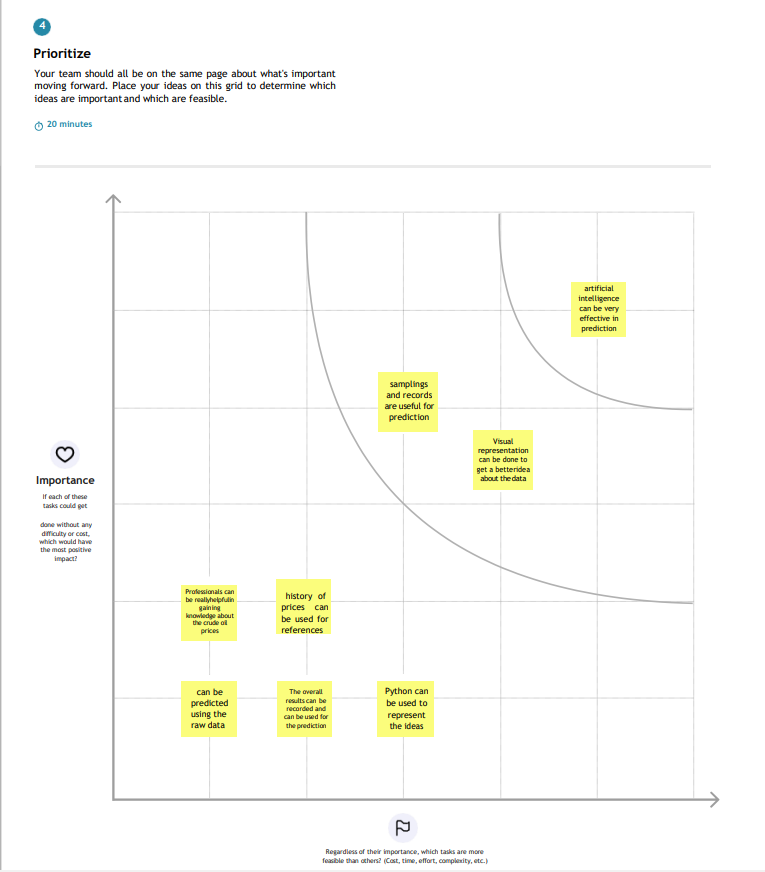 4
Prioritize
Your team should all be on the same page about what's important
moving forward. Place your ideas on this grid to determine which
ideas are important and which are feasible.
20 minutes
artificial
intelligence
can be very
effective in
prediction
samplings
and records
are useful for
prediction
Visual
representation
can be done to
get a betteridea
about the data
Importance
If each of these
tasks could get
done without any
difficulty or cost,
which would have
the most positive
impact?
Professionals can
be reallyhelpfulin
gaining
knowledge about
the crude oil
prices
history of
prices can
be used for
references
can be
predicted
using the
raw data
The overall
results can be
recorded and
can be used for
the prediction
Python can
be used to
represent
the ideas
Regardless of their importance, which tasks are more
feasible than others? (Cost, time, effort, complexity, etc.)